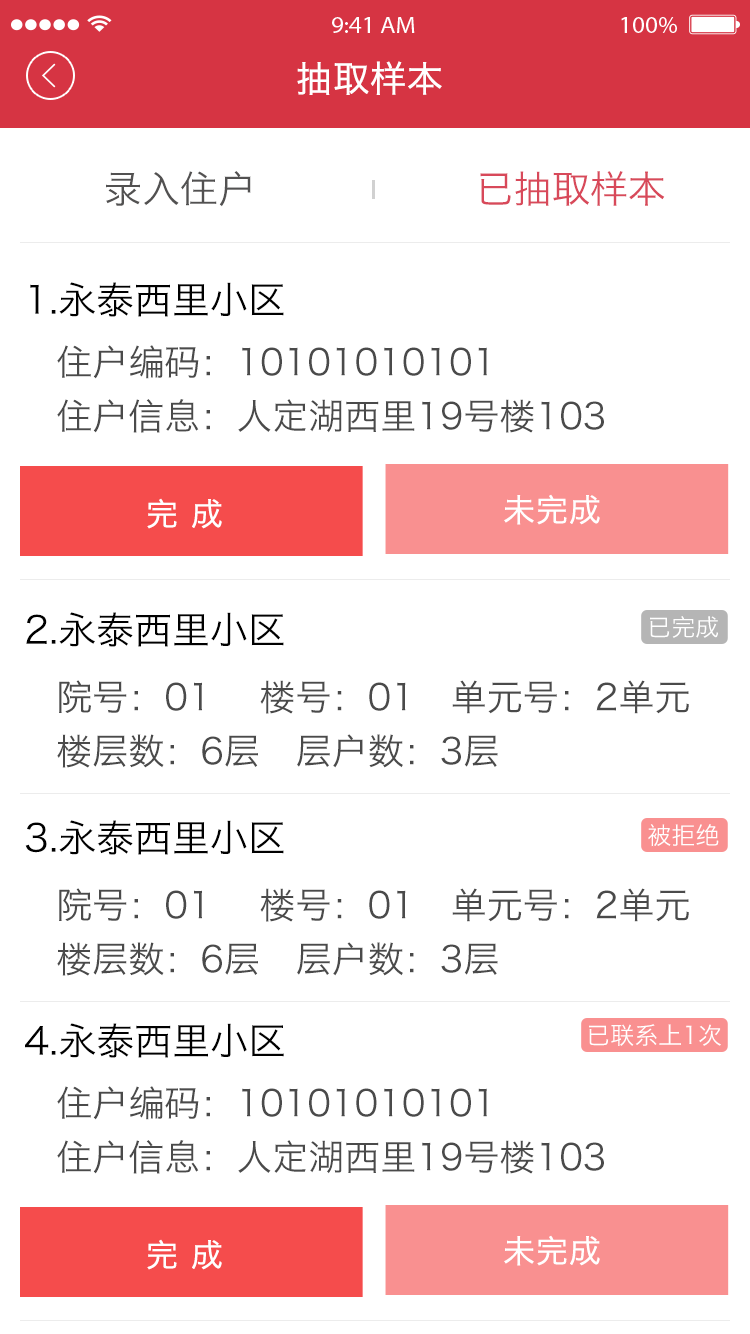 9:41 AM 100%
抽取样本
录入住户 已抽取样本
1.永泰西里小区
住户编码：10101010101
住户信息：人定湖西里19号楼103
完 成 未完成
2.永泰西里小区 已完成
院号：01 楼号：01 单元号：2单元
楼层数：6层 层户数：3层
3.永泰西里小区 被拒绝
院号：01 楼号：01 单元号：2单元
楼层数：6层 层户数：3层
4.永泰西里小区 已联系上1次
住户编码：10101010101
住户信息：人定湖西里19号楼103
完 成 未完成